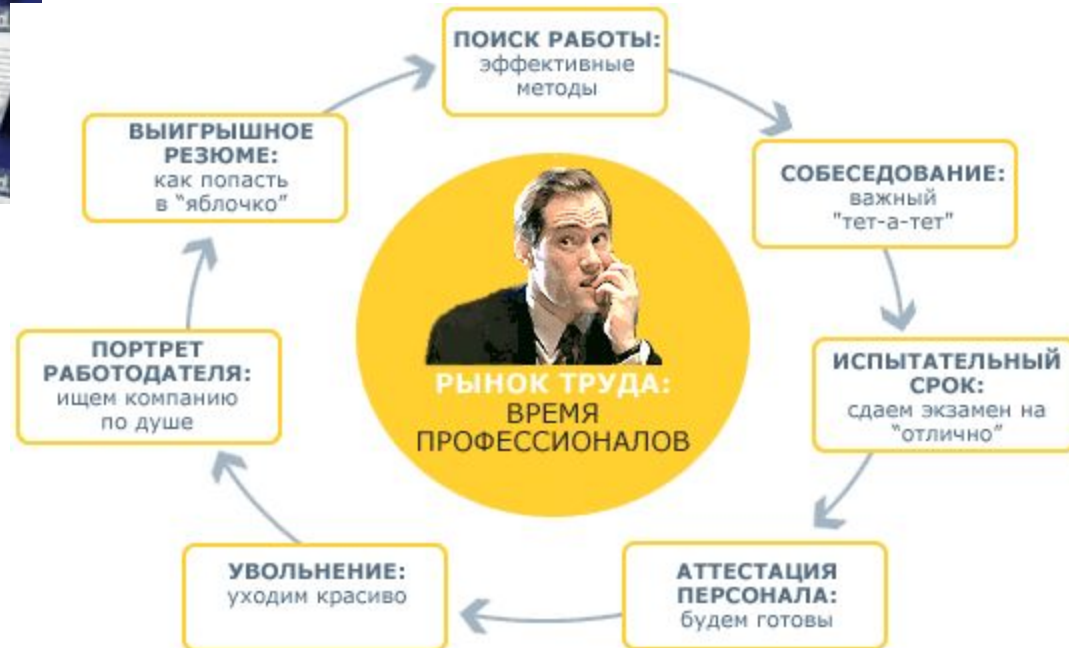 ПОИСК РАБОТЫ:
эффективные
методы
СОБЕСЕДОВАНИЕ:
важный
"тет-а-тет"
ИСПЫТАТЕЛЬНЫЙ
СРОК:
сдаем экзамен на
“отлично”
АТТЕСТАЦИЯ
ПЕРСОНАЛА:
будем готовы
УВОЛЬНЕНИЕ:
уходим красиво
ПОРТРЕТ
РАБОТОДАТЕЛЯ:
ищем компанию
по душе
ВЫИГРЫШНОЕ
РЕЗЮМЕ:
как попасть
в “яблочко”
РЫНОК ТРУДА:
ВРЕМЯ
ПРОФЕССИОНАЛОВ